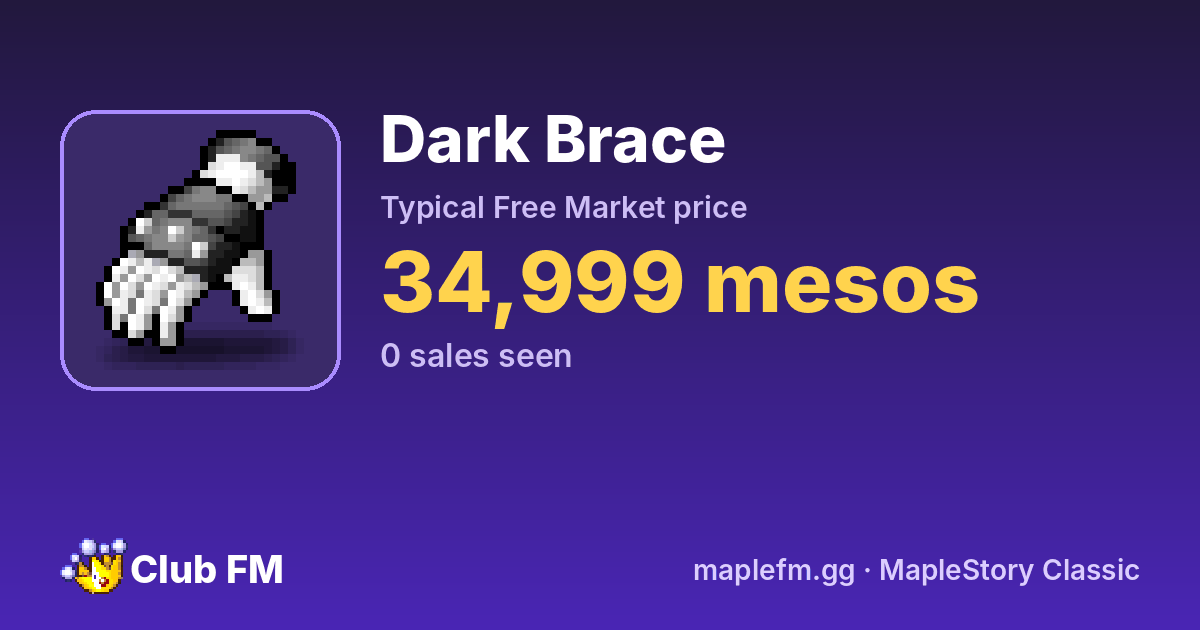 Dark Brace
Typical Free Market price
34,999 mesos
0 sales seen
Club FM
maplefm.gg · MapleStory Classic